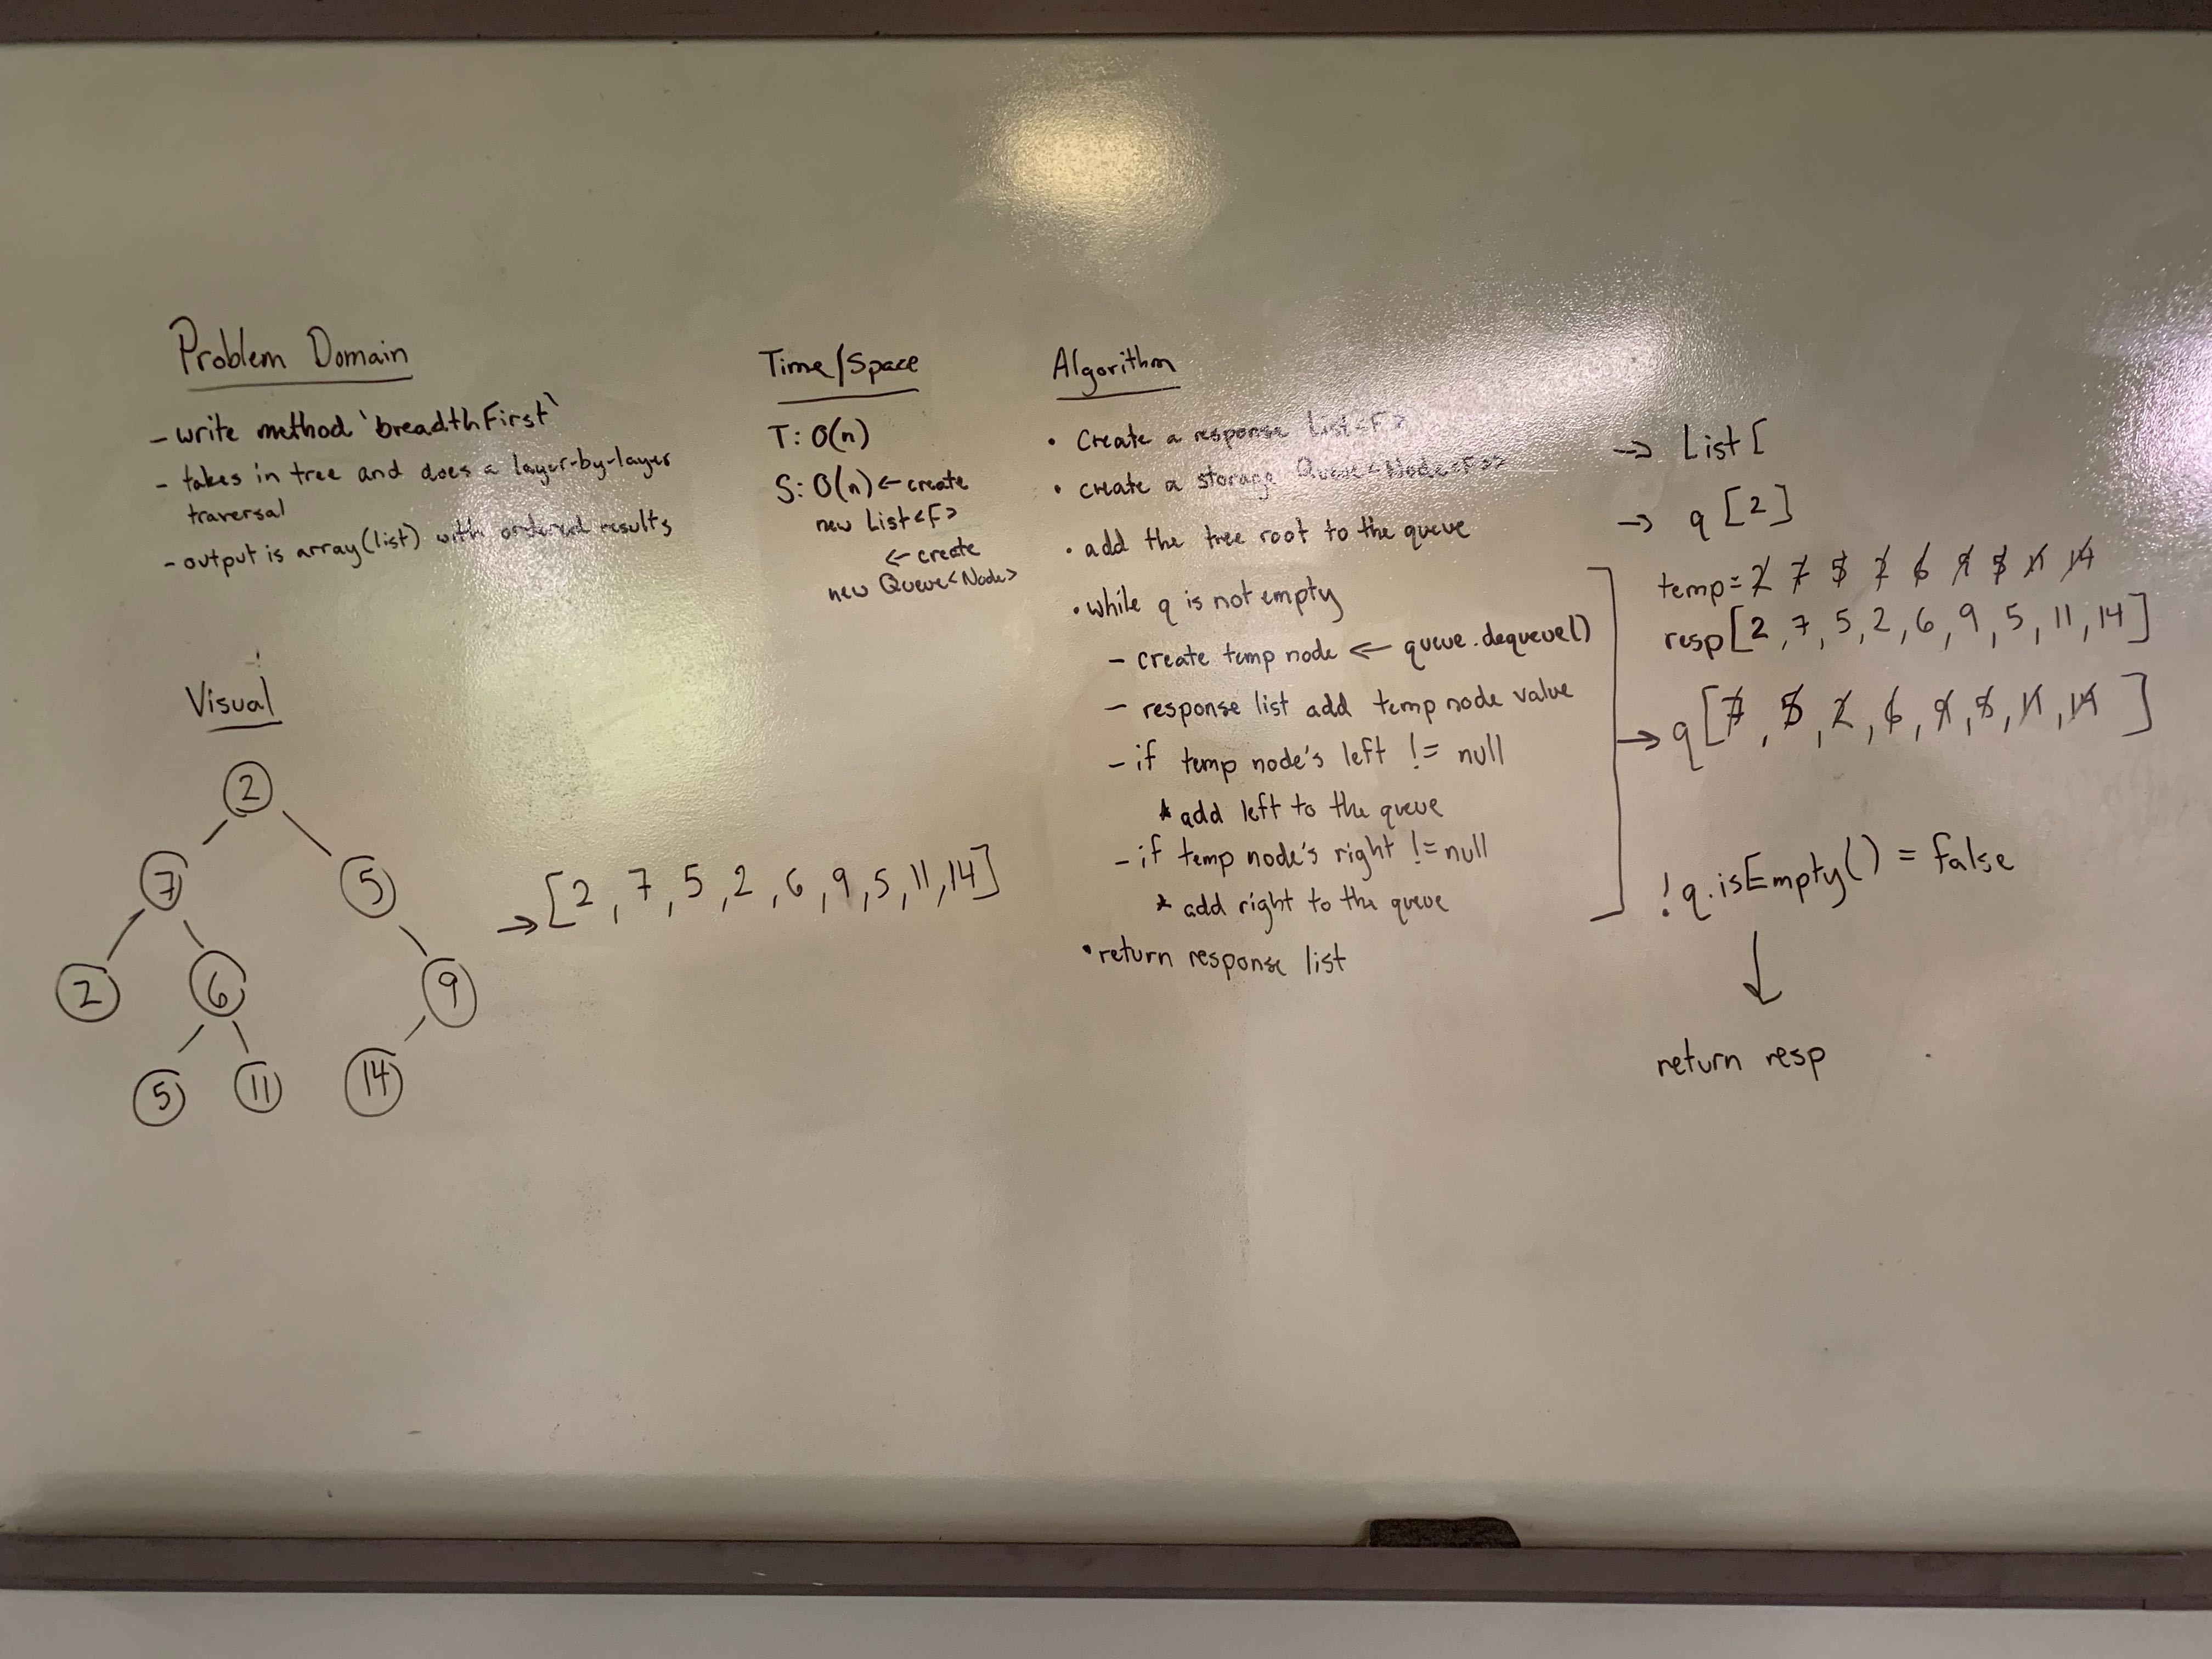 Problem Domain
- write method `breadthFirst`
- takes in tree and does a layer-by-layer
traversal
- output is array(list) with ordered results
Visual
2
7
5
2
6
9
5
11
14
→ [2, 7, 5, 2, 6, 9, 5, 11, 14]
Time/Space
T: O(n)
S: O(n) ← create
new List<F>
← create
new Queue<Node>
Algorithm
• Create a response List<F>
• create a storage Queue<Node<F>>
• add the tree root to the queue
• while q is not empty
- create temp node ← queue.dequeue()
- response list add temp node value
- if temp node's left != null
* add left to the queue
- if temp node's right != null
* add right to the queue
• return response list
→ List [
→ q [2]
temp = 2 7 5 2 6 9 5 11 14
resp [2, 7, 5, 2, 6, 9, 5, 11, 14]
→ q [7, 5, 2, 6, 9, 5, 11, 14 ]
!q.isEmpty() = false
↓
return resp